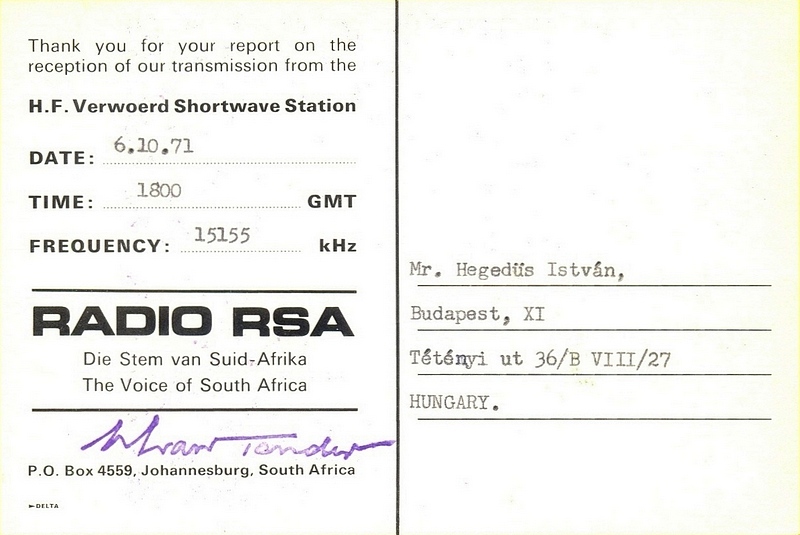 Thank you for your report on the
reception of our transmission from the
H.F. Verwoerd Shortwave Station
DATE: 6.10.71
TIME: 1800 GMT
FREQUENCY: 15155 kHz
RADIO RSA
Die Stem van Suid-Afrika
The Voice of South Africa
P.O. Box 4559, Johannesburg, South Africa
DELTA
Mr. Hegedűs István,
Budapest, XI
Tétényi ut 36/B VIII/27
HUNGARY.